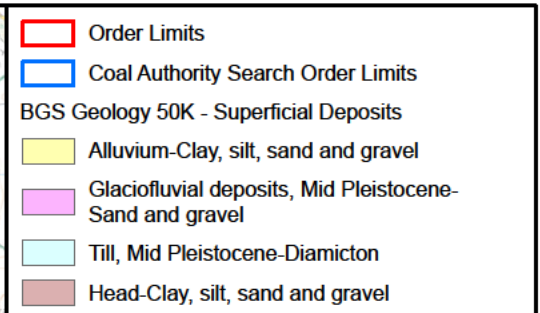 Order Limits
Coal Authority Search Order Limits
BGS Geology 50K - Superficial Deposits
Alluvium-Clay, silt, sand and gravel
Glaciofluvial deposits, Mid Pleistocene-
Sand and gravel
Till, Mid Pleistocene-Diamicton
Head-Clay, silt, sand and gravel